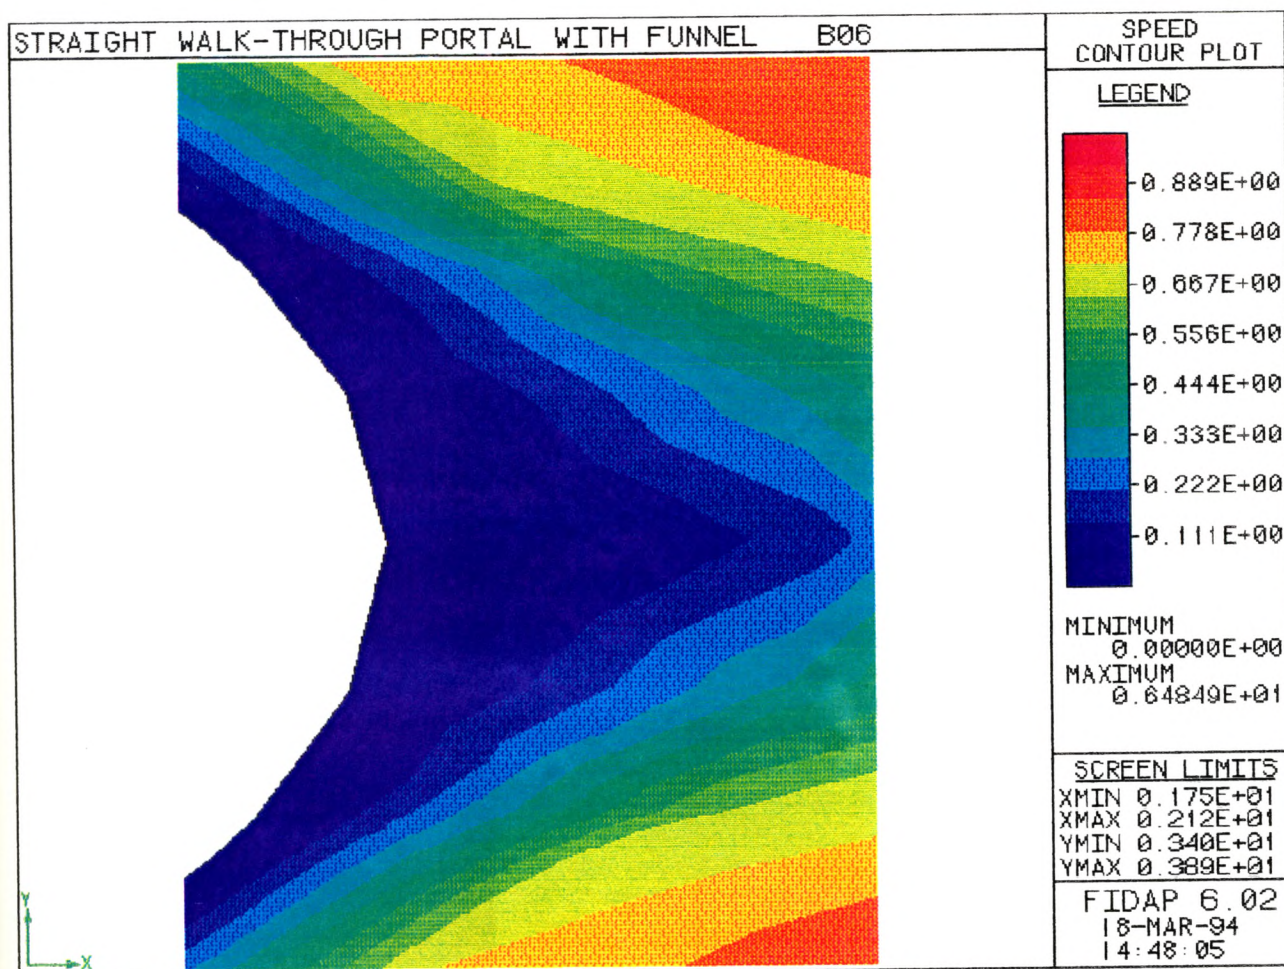 STRAIGHT WALK-THROUGH PORTAL WITH FUNNEL B06
SPEED
CONTOUR PLOT
LEGEND
0.889E+00
0.778E+00
0.667E+00
0.556E+00
0.444E+00
0.333E+00
0.222E+00
0.111E+00
MINIMUM
0.00000E+00
MAXIMUM
0.64849E+01
SCREEN LIMITS
XMIN 0.175E+01
XMAX 0.212E+01
YMIN 0.340E+01
YMAX 0.389E+01
FIDAP 6.02
18-MAR-94
14:48:05
Y
X